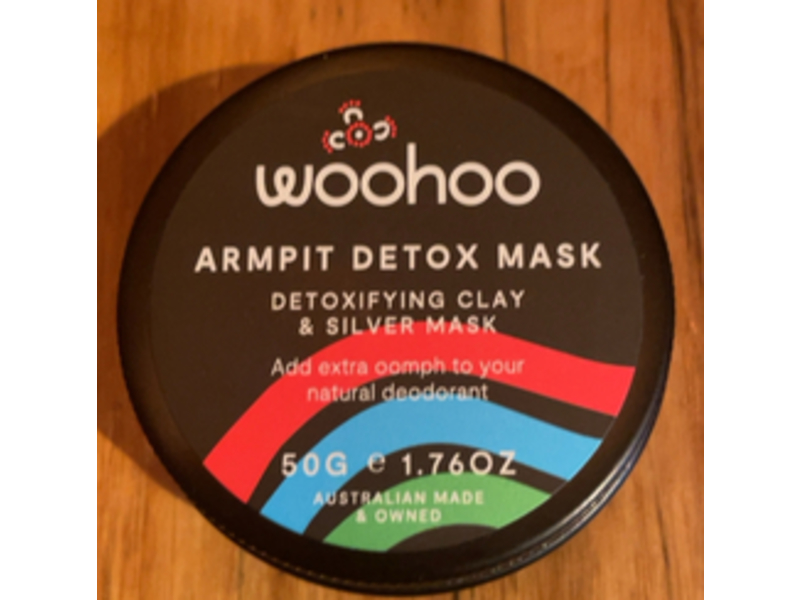 woohoo
ARMPIT DETOX MASK
DETOXIFYING CLAY
& SILVER MASK
Add extra oomph to your
natural deodorant
50G e 1.76OZ
AUSTRALIAN MADE
& OWNED